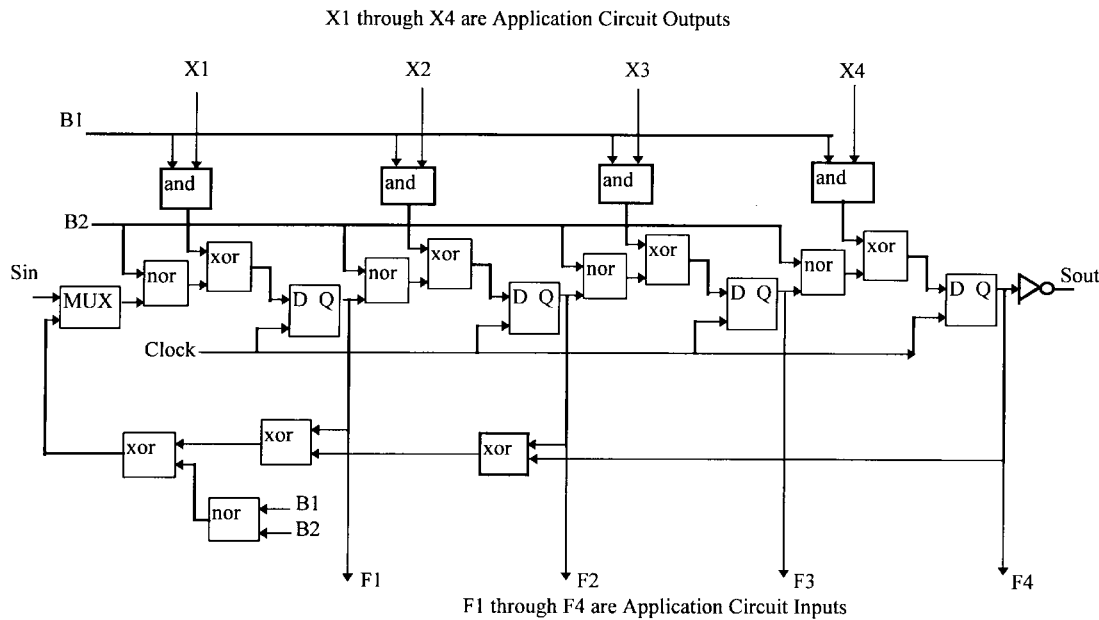 X1 through X4 are Application Circuit Outputs
X1 X2 X3 X4
B1
and and and and
B2
xor xor xor xor
nor nor nor nor
Sin
MUX
D Q D Q D Q D Q
Sout
Clock
xor xor xor
nor
B1
B2
F1 F2 F3 F4
F1 through F4 are Application Circuit Inputs